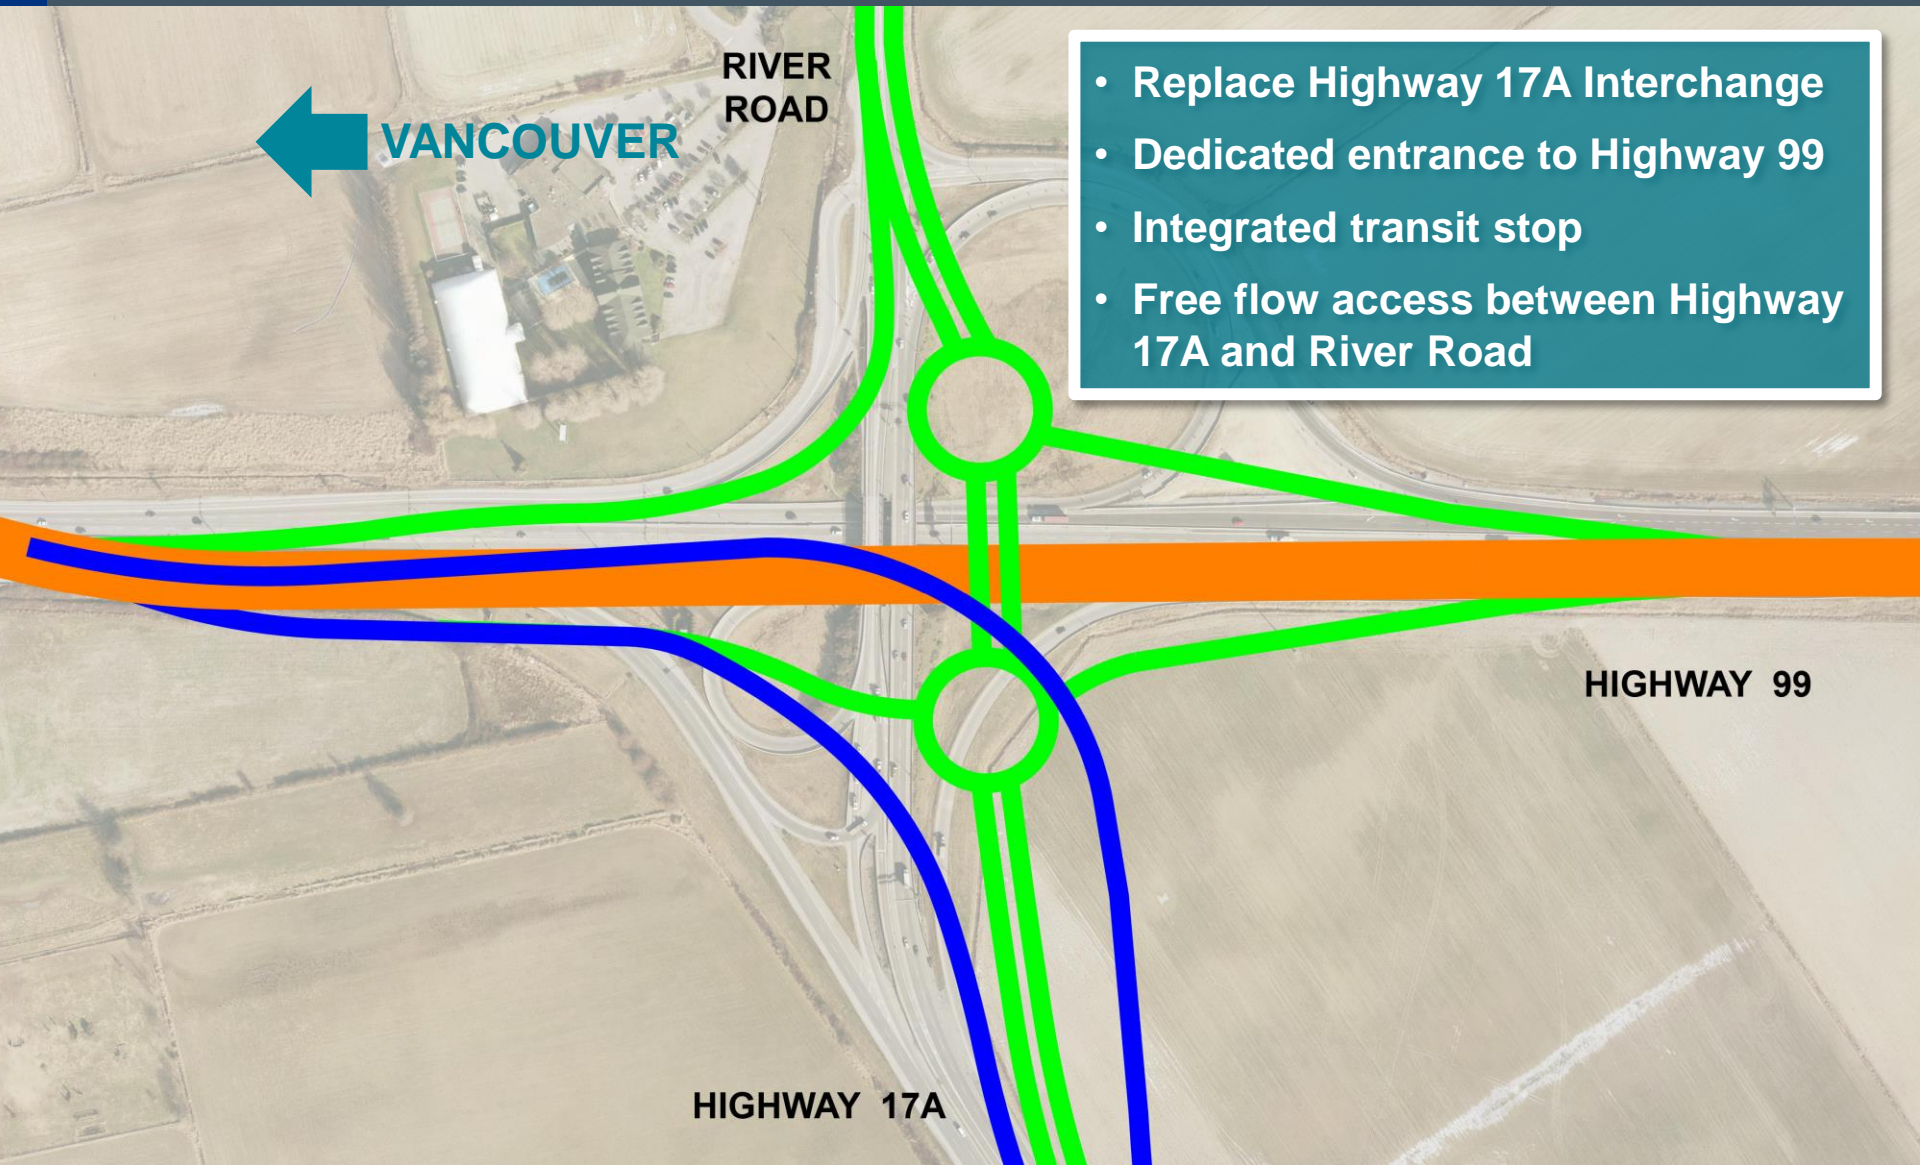 RIVER
ROAD
VANCOUVER
• Replace Highway 17A Interchange
• Dedicated entrance to Highway 99
• Integrated transit stop
• Free flow access between Highway
17A and River Road
HIGHWAY 99
HIGHWAY 17A